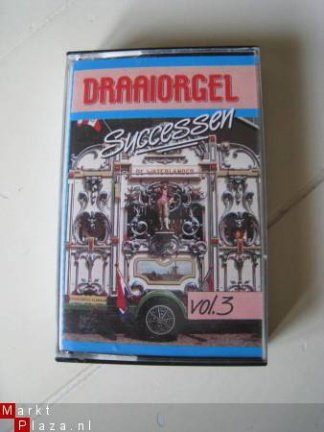 DRAAIORGEL
Successen
DE WATERLANDER
vol.3
Markt
Plaza.nl